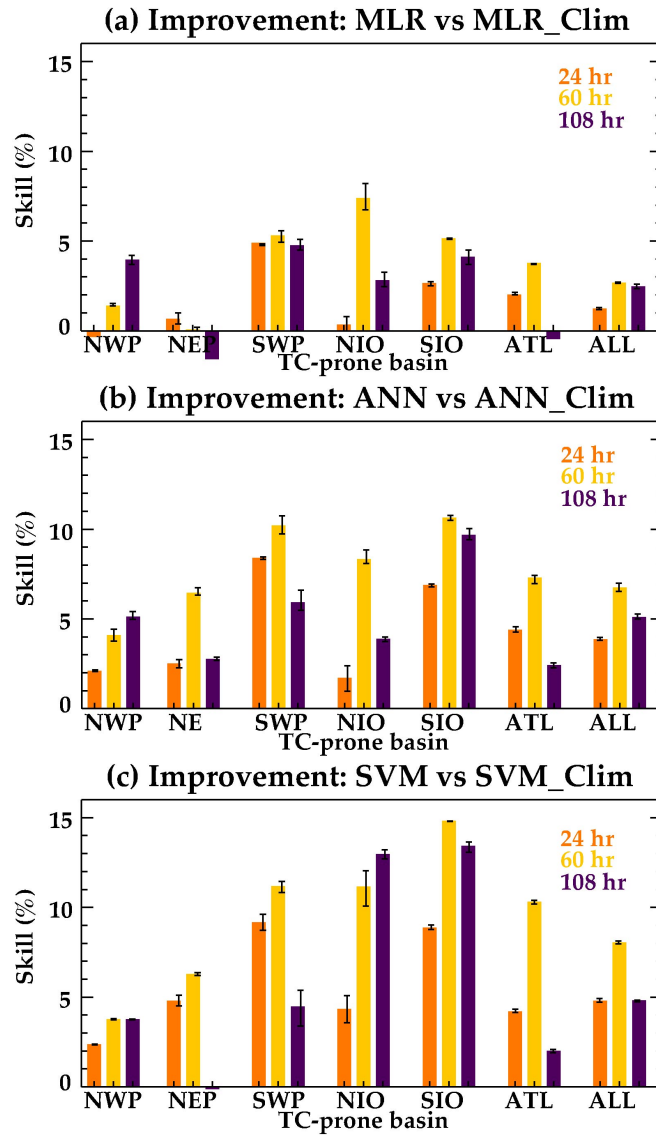 (a) Improvement: MLR vs MLR_Clim
15
10
5
0
Skill (%)
24 hr
60 hr
108 hr
NWP NEP SWP NIO SIO ATL ALL
TC-prone basin
(b) Improvement: ANN vs ANN_Clim
15
10
5
0
Skill (%)
24 hr
60 hr
108 hr
NWP NE SWP NIO SIO ATL ALL
TC-prone basin
(c) Improvement: SVM vs SVM_Clim
15
10
5
0
Skill (%)
24 hr
60 hr
108 hr
NWP NEP SWP NIO SIO ATL ALL
TC-prone basin